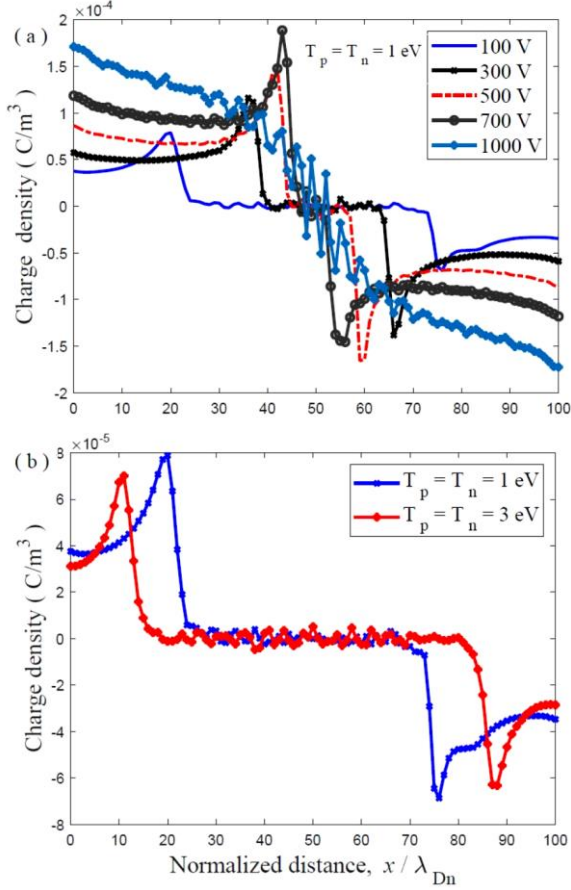 ×10⁻⁴
( a )
T_p = T_n = 1 eV
100 V
300 V
500 V
700 V
1000 V
Charge density ( C/m³ )
2
1.5
1
0.5
0
-0.5
-1
-1.5
-2
0 10 20 30 40 50 60 70 80 90 100
( b )
×10⁻⁵
T_p = T_n = 1 eV
T_p = T_n = 3 eV
Charge density ( C/m³ )
8
6
4
2
0
-2
-4
-6
-8
0 10 20 30 40 50 60 70 80 90 100
Normalized distance, x / λ_Dn